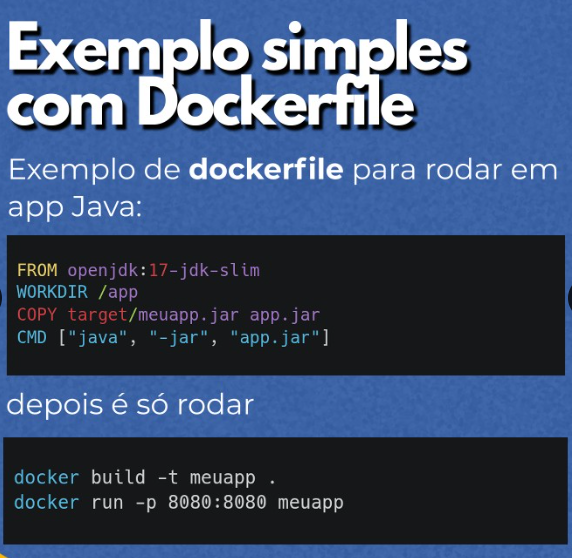 Exemplo simples
com Dockerfile
Exemplo de dockerfile para rodar em
app Java:
FROM openjdk:17-jdk-slim
WORKDIR /app
COPY target/meuapp.jar app.jar
CMD ["java", "-jar", "app.jar"]
depois é só rodar
docker build -t meuapp .
docker run -p 8080:8080 meuapp